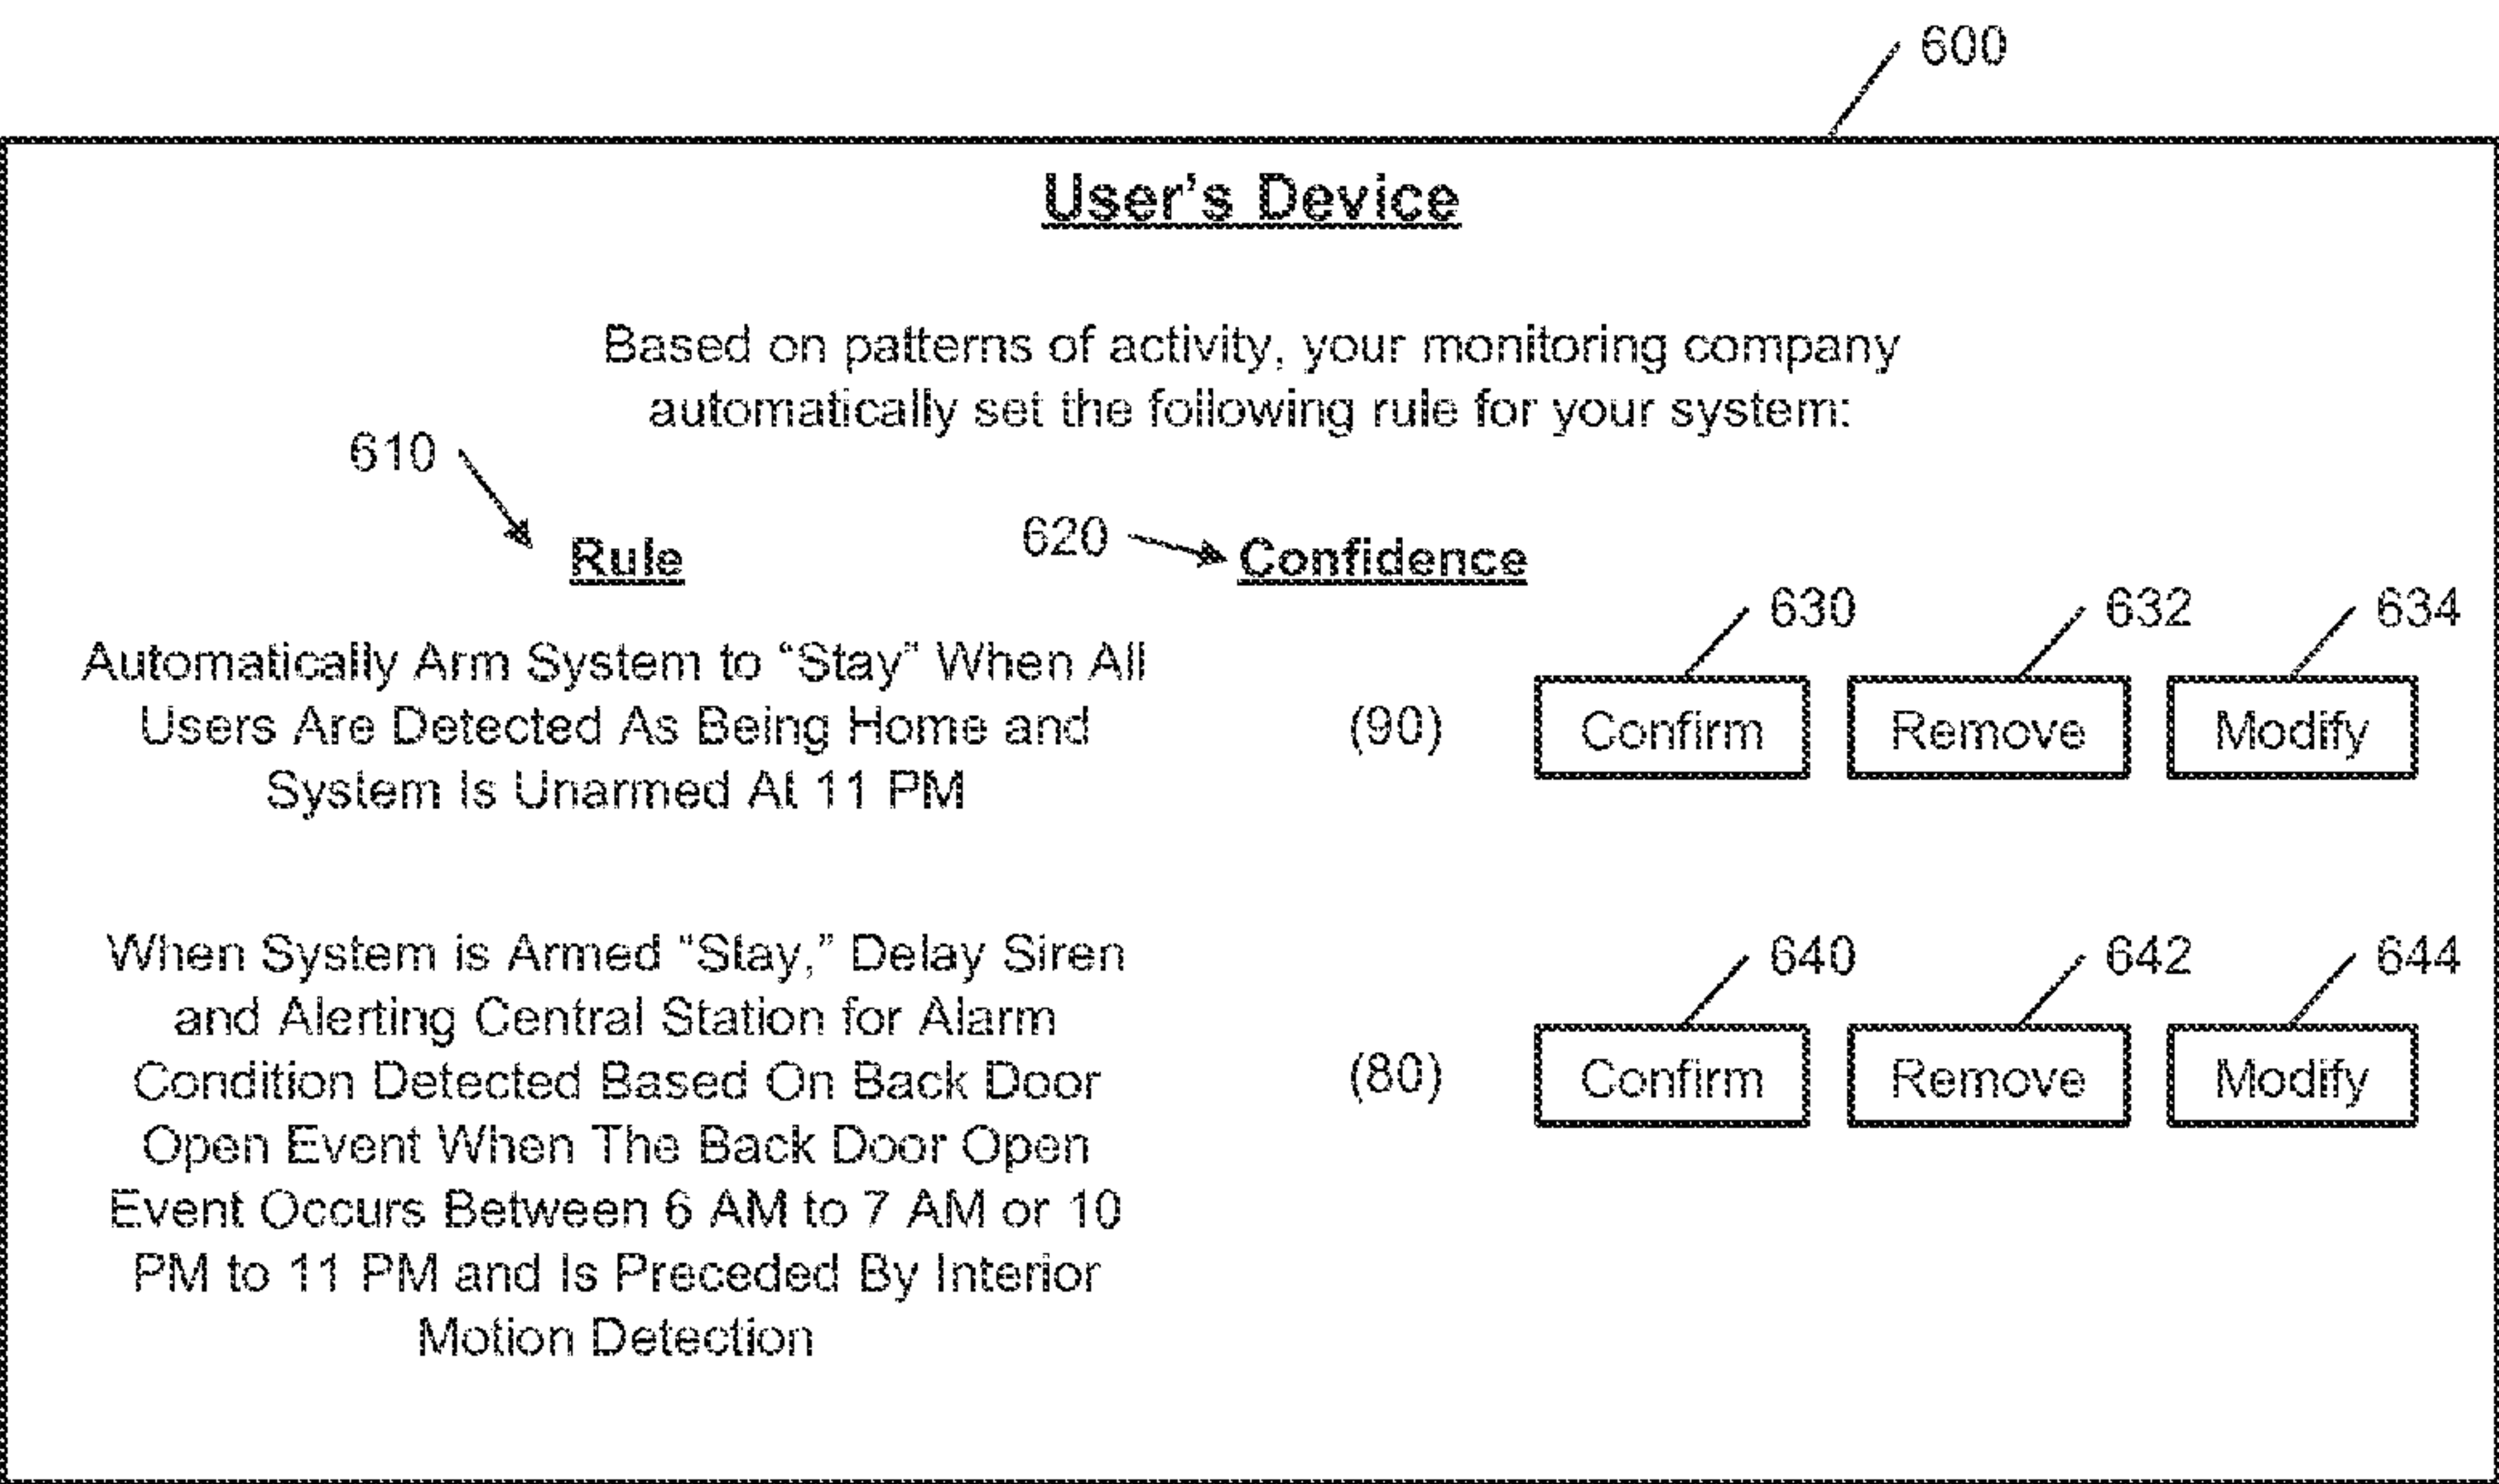 600
User's Device
Based on patterns of activity, your monitoring company
automatically set the following rule for your system:
610
620
Rule
Confidence
630
632
634
Automatically Arm System to “Stay” When All
Users Are Detected As Being Home and
System Is Unarmed At 11 PM
(90)
Confirm
Remove
Modify
640
642
644
When System is Armed “Stay,” Delay Siren
and Alerting Central Station for Alarm
Condition Detected Based On Back Door
Open Event When The Back Door Open
Event Occurs Between 6 AM to 7 AM or 10
PM to 11 PM and Is Preceded By Interior
Motion Detection
(80)
Confirm
Remove
Modify